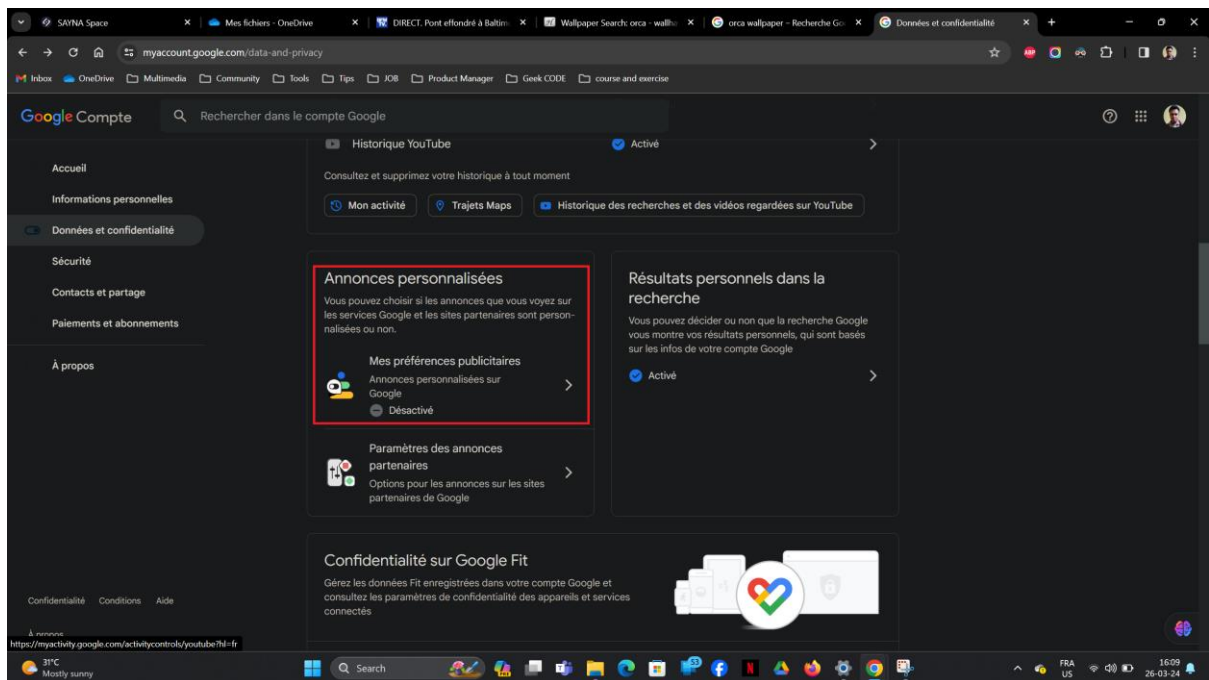 SAYNA Space
Mes fichiers - OneDrive
DIRECT. Pont effondré à Baltim
Wallpaper Search: orca - wallh
orca wallpaper – Recherche Go
Données et confidentialité
myaccount.google.com/data-and-privacy
Inbox OneDrive Multimedia Community Tools Tips JOB Product Manager Geek CODE course and exercise
Google Compte
Rechercher dans le compte Google
Accueil
Informations personnelles
Données et confidentialité
Sécurité
Contacts et partage
Paiements et abonnements
À propos
Historique YouTube
Activé
Consultez et supprimez votre historique à tout moment
Mon activité
Trajets Maps
Historique des recherches et des vidéos regardées sur YouTube
Annonces personnalisées
Vous pouvez choisir si les annonces que vous voyez sur
les services Google et les sites partenaires sont person-
nalisées ou non.
Mes préférences publicitaires
Annonces personnalisées sur
Google
Désactivé
Paramètres des annonces
partenaires
Options pour les annonces sur les sites
partenaires de Google
Résultats personnels dans la
recherche
Vous pouvez décider ou non que la recherche Google
vous montre vos résultats personnels, qui sont basés
sur les infos de votre compte Google
Activé
Confidentialité sur Google Fit
Gérez les données Fit enregistrées dans votre compte Google et
consultez les paramètres de confidentialité des appareils et services
connectés
Confidentialité Conditions Aide
À propos
https://myactivity.google.com/activitycontrols/youtube?hl=fr
31°C
Mostly sunny
Search
53
FRA
US
16:09
26-03-24